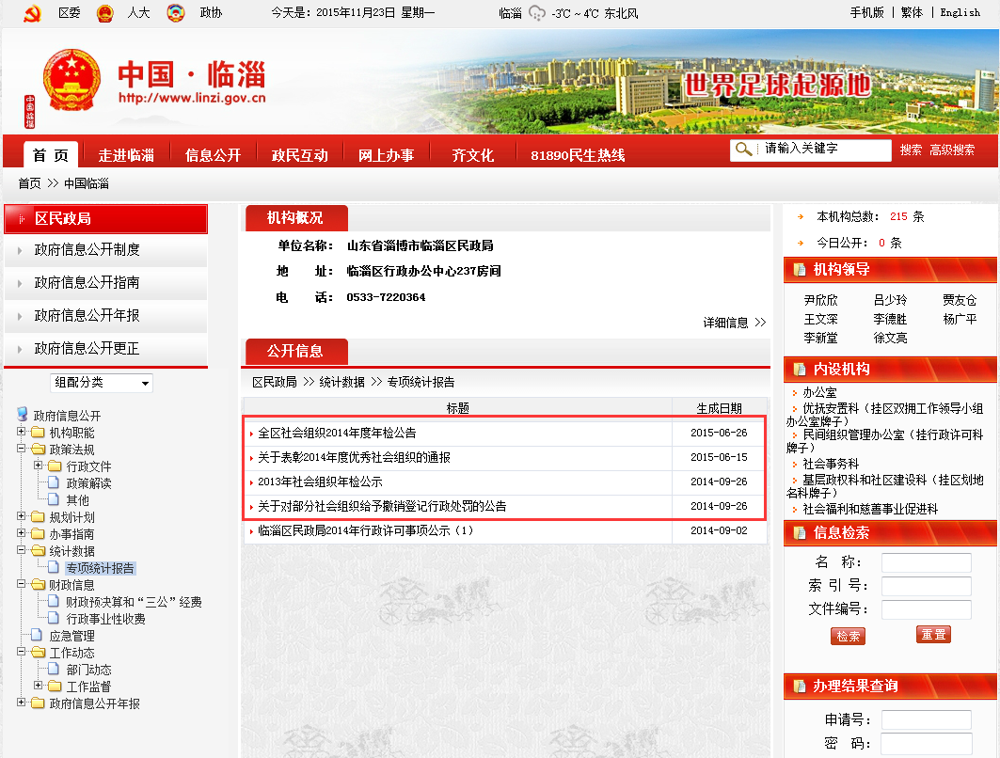 区委 人大 政协 今天是：2015年11月23日 星期一 临淄 -3℃ ~ 4℃ 东北风 手机版 | 繁体 | English
中国·临淄
http://www.linzi.gov.cn
中国临淄
世界足球起源地
首 页 走进临淄 信息公开 政民互动 网上办事 齐文化 81890民生热线 请输入关键字 搜索 高级搜索
首页 >> 中国临淄
区民政局
政府信息公开制度
政府信息公开指南
政府信息公开年报
政府信息公开更正
组配分类
政府信息公开
机构职能
政策法规
行政文件
政策解读
其他
规划计划
办事指南
统计数据
专项统计报告
财政信息
财政预决算和“三公”经费
行政事业性收费
应急管理
工作动态
部门动态
工作监督
政府信息公开年报
机构概况
单位名称： 山东省淄博市临淄区民政局
地 址： 临淄区行政办公中心237房间
电 话： 0533-7220364
详细信息 >>
公开信息
区民政局 >> 统计数据 >> 专项统计报告
标题 生成日期
全区社会组织2014年度年检公告 2015-06-26
关于表彰2014年度优秀社会组织的通报 2015-06-15
2013年社会组织年检公示 2014-09-26
关于对部分社会组织给予撤销登记行政处罚的公告 2014-09-26
临淄区民政局2014年行政许可事项公示（1） 2014-09-02
本机构总数： 215 条
今日公开： 0 条
机构领导
尹欣欣 吕少玲 贾友仓
王文深 李德胜 杨广平
李新堂 徐文亮
内设机构
办公室
优抚安置科（挂区双拥工作领导小组
办公室牌子）
民间组织管理办公室（挂行政许可科
牌子）
社会事务科
基层政权科和社区建设科（挂区划地
名科牌子）
社会福利和慈善事业促进科
信息检索
名 称：
索 引 号：
文件编号：
检索 重置
办理结果查询
申请号：
密 码：